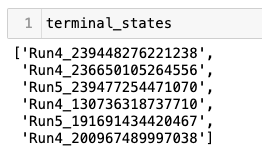 1 terminal_states
['Run4_239448276221238',
'Run4_236650105264556',
'Run5_239477254471070',
'Run4_130736318737710',
'Run5_191691434420467',
'Run4_200967489997038']